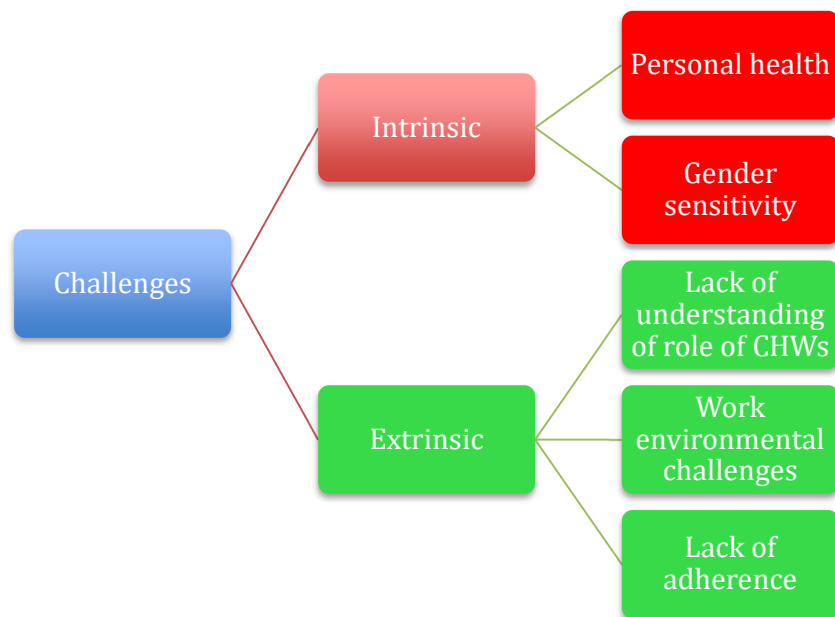 Challenges
Intrinsic
Personal health
Gender
sensitivity
Extrinsic
Lack of
understanding
of role of CHWs
Work
environmental
challenges
Lack of
adherence